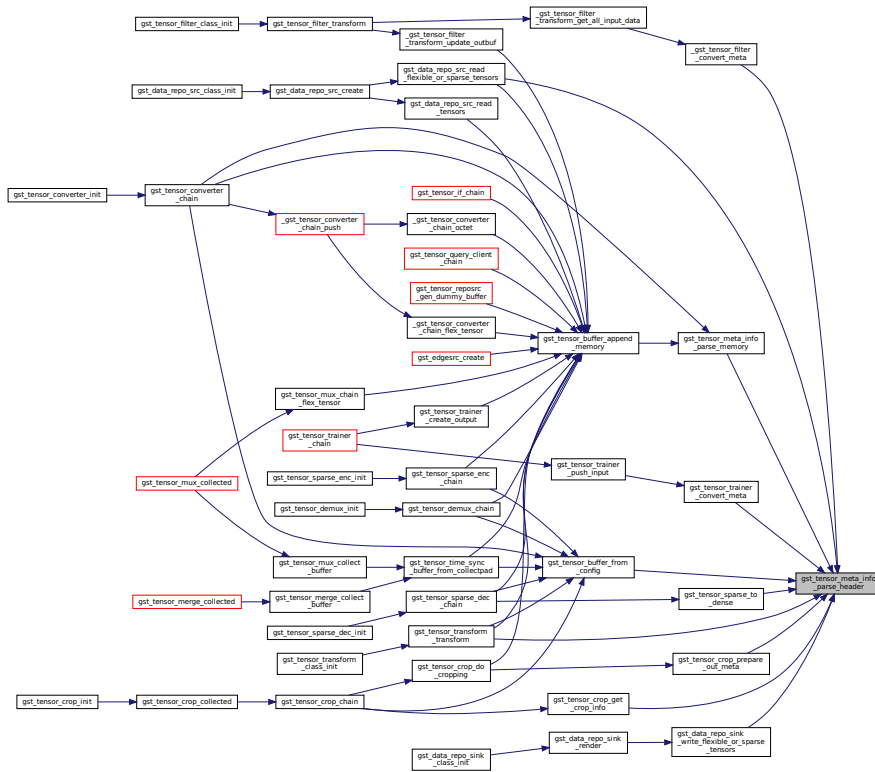 gst_tensor_filter_class_init
gst_tensor_filter_transform
gst_tensor_filter
_transform_get_all_input_data
_gst_tensor_filter
_transform_update_outbuf
_gst_tensor_filter
_convert_meta
gst_data_repo_src_class_init
gst_data_repo_src_create
gst_data_repo_src_read
_flexible_or_sparse_tensors
gst_data_repo_src_read
_tensors
gst_tensor_converter_init
gst_tensor_converter
_chain
_gst_tensor_converter
_chain_push
gst_tensor_if_chain
_gst_tensor_converter
_chain_octet
gst_tensor_query_client
_chain
gst_tensor_reposrc
_gen_dummy_buffer
_gst_tensor_converter
_chain_flex_tensor
gst_edgesrc_create
gst_tensor_buffer_append
_memory
gst_tensor_meta_info
_parse_memory
gst_tensor_mux_chain
_flex_tensor
gst_tensor_trainer
_create_output
gst_tensor_trainer
_chain
gst_tensor_trainer
_push_input
gst_tensor_trainer
_convert_meta
gst_tensor_mux_collected
gst_tensor_sparse_enc_init
gst_tensor_sparse_enc
_chain
gst_tensor_demux_init
gst_tensor_demux_chain
gst_tensor_mux_collect
_buffer
gst_tensor_time_sync
_buffer_from_collectpad
gst_tensor_buffer_from
_config
gst_tensor_meta_info
_parse_header
gst_tensor_merge_collected
gst_tensor_merge_collect
_buffer
gst_tensor_sparse_dec
_chain
gst_tensor_sparse_to
_dense
gst_tensor_sparse_dec_init
gst_tensor_transform
_transform
gst_tensor_transform
_class_init
gst_tensor_crop_do
_cropping
gst_tensor_crop_prepare
_out_meta
gst_tensor_crop_init
gst_tensor_crop_collected
gst_tensor_crop_chain
gst_tensor_crop_get
_crop_info
gst_data_repo_sink
_class_init
gst_data_repo_sink
_render
gst_data_repo_sink
_write_flexible_or_sparse
_tensors